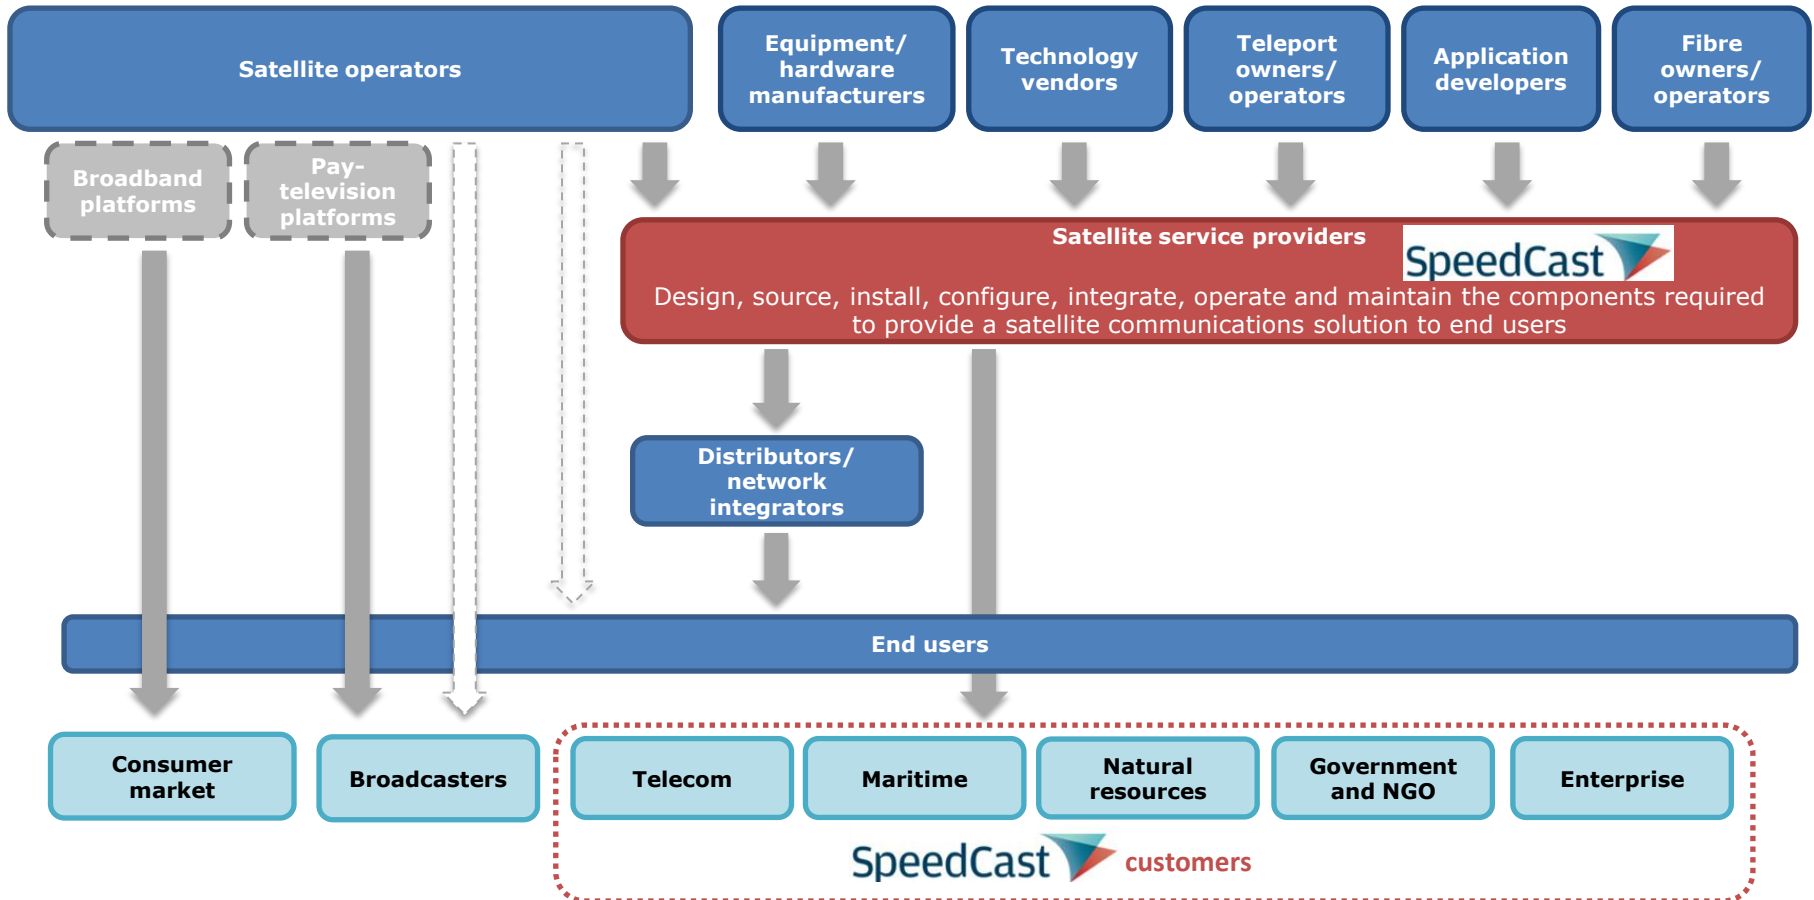 Satellite operators
Equipment/
hardware
manufacturers
Technology
vendors
Teleport
owners/
operators
Application
developers
Fibre
owners/
operators
Broadband
platforms
Pay-
television
platforms
Satellite service providers
SpeedCast
Design, source, install, configure, integrate, operate and maintain the components required
to provide a satellite communications solution to end users
Distributors/
network
integrators
End users
Consumer
market
Broadcasters
Telecom
Maritime
Natural
resources
Government
and NGO
Enterprise
SpeedCast customers